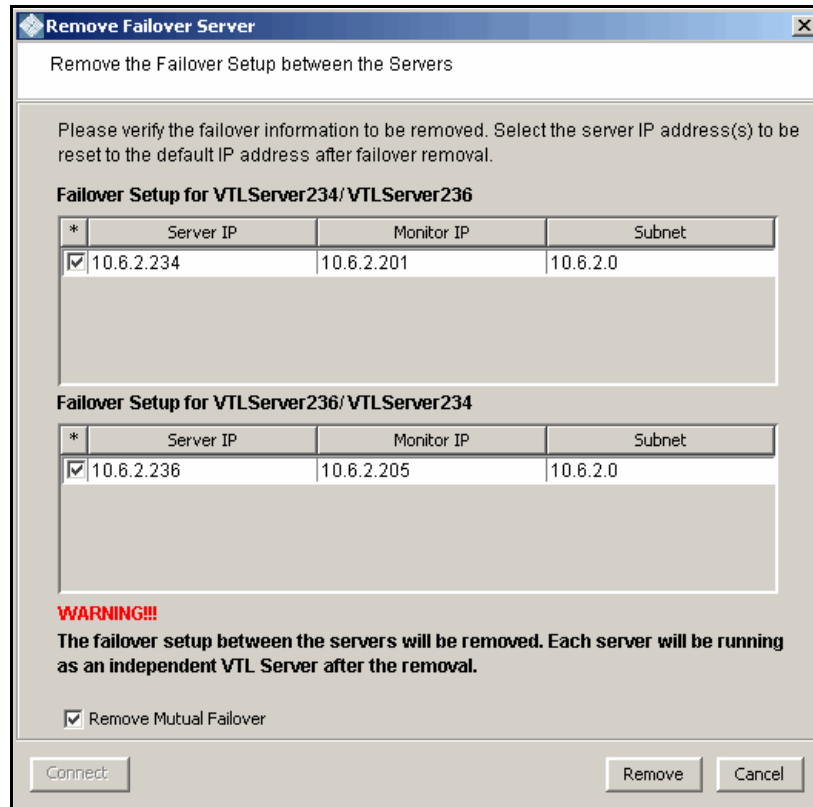 Remove Failover Server
Remove the Failover Setup between the Servers
Please verify the failover information to be removed. Select the server IP address(s) to be
reset to the default IP address after failover removal.
Failover Setup for VTLServer234/VTLServer236
* Server IP Monitor IP Subnet
10.6.2.234 10.6.2.201 10.6.2.0
Failover Setup for VTLServer236/VTLServer234
* Server IP Monitor IP Subnet
10.6.2.236 10.6.2.205 10.6.2.0
WARNING!!!
The failover setup between the servers will be removed. Each server will be running
as an independent VTL Server after the removal.
Remove Mutual Failover
Connect Remove Cancel